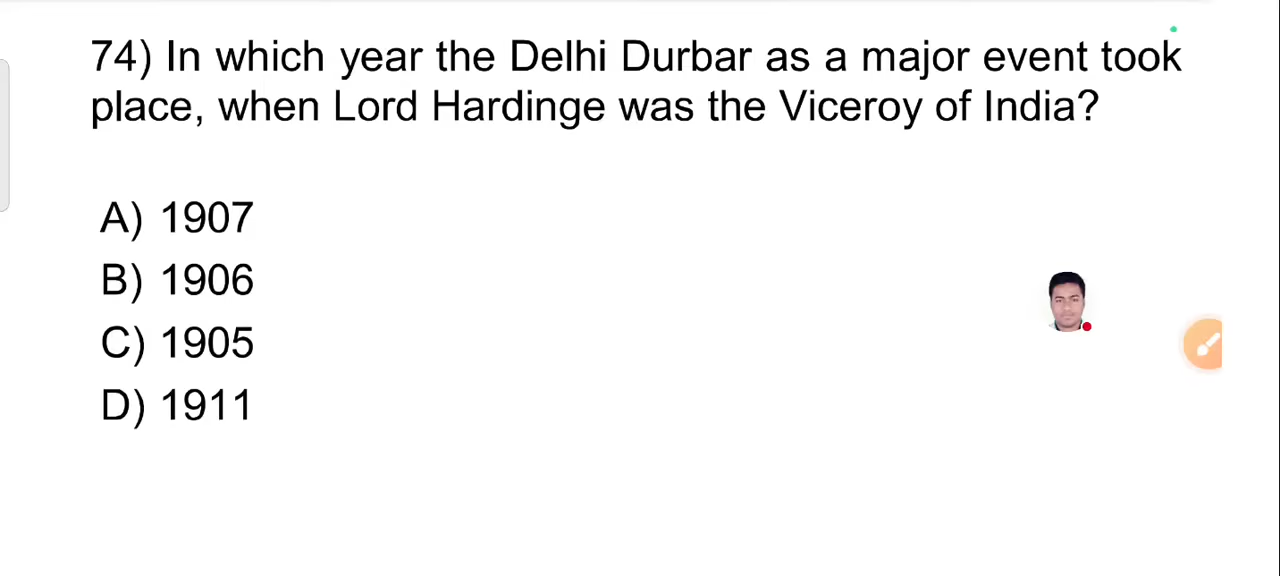 74) In which year the Delhi Durbar as a major event took
place, when Lord Hardinge was the Viceroy of India?
A) 1907
B) 1906
C) 1905
D) 1911